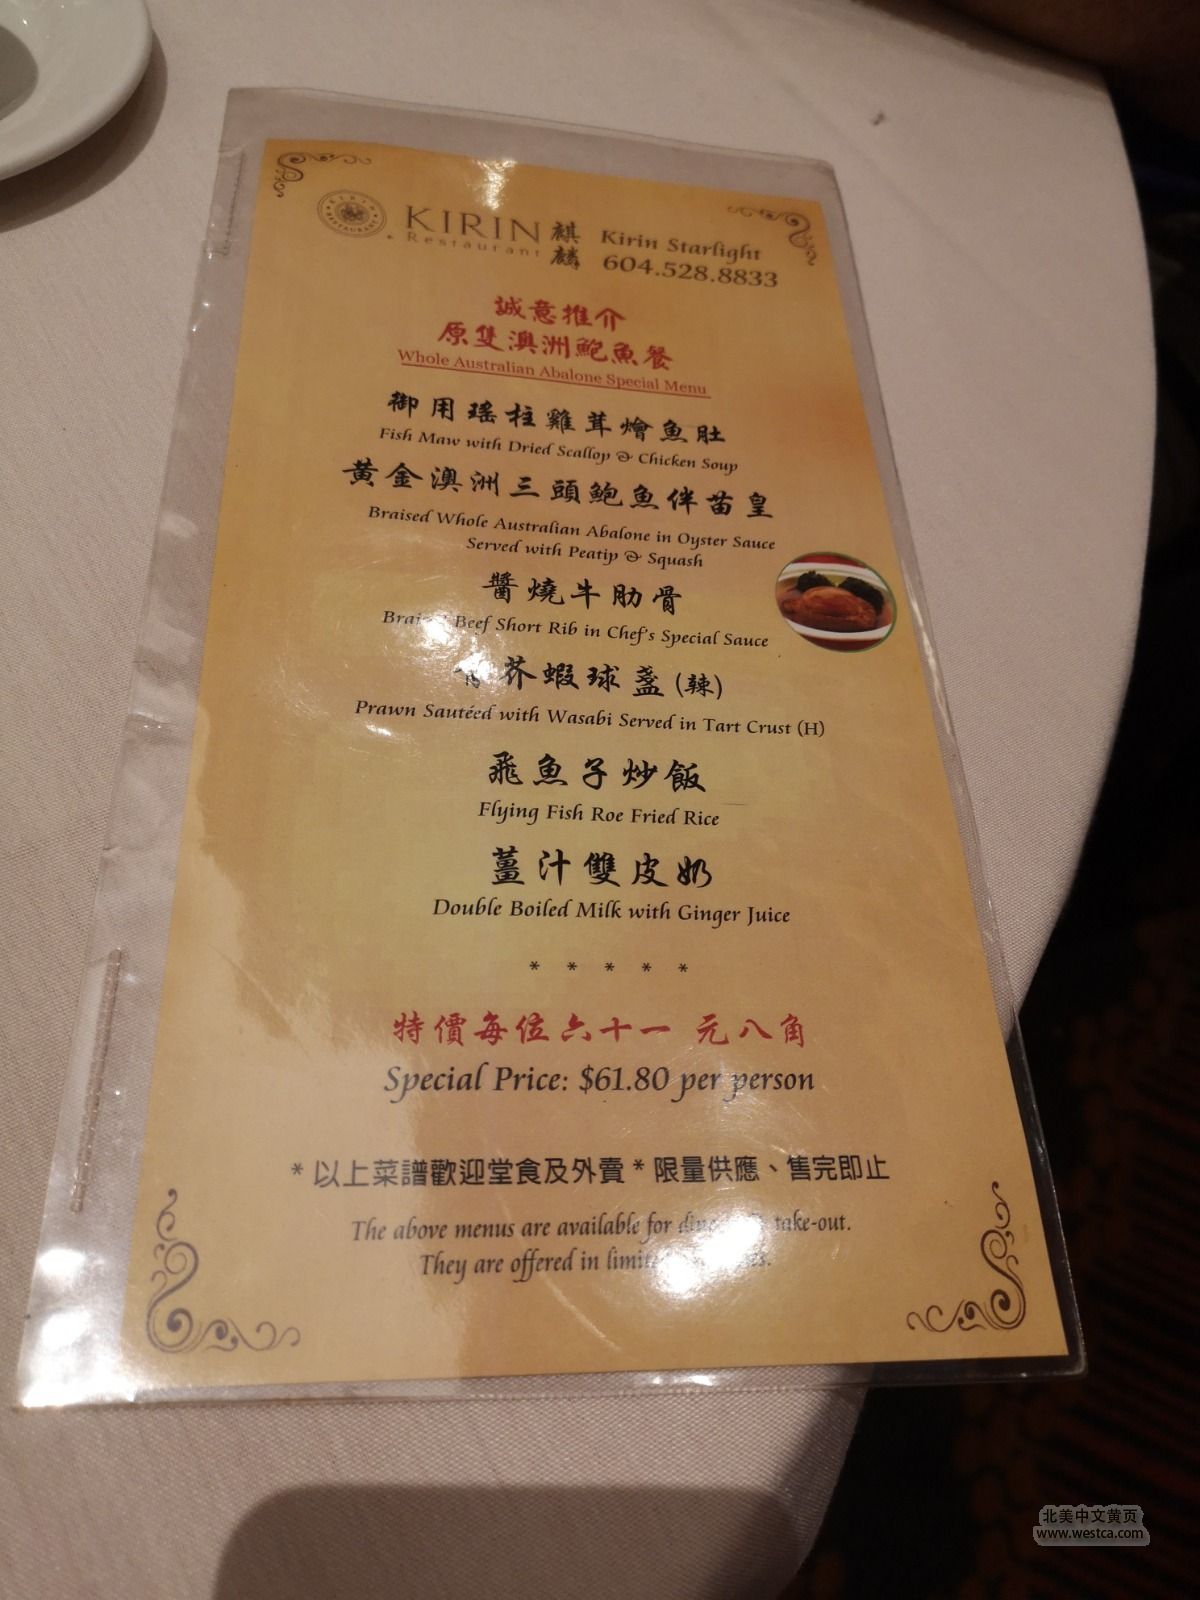 KIRIN RESTAURANT
KIRIN
Restaurant
麒麟
Kirin Starlight
604.528.8833
誠意推介
原隻澳洲鮑魚餐
Whole Australian Abalone Special Menu
御用瑤柱雞茸燴魚肚
Fish Maw with Dried Scallop & Chicken Soup
黃金澳洲三頭鮑魚伴苗皇
Braised Whole Australian Abalone in Oyster Sauce
Served with Peatip & Squash
醬燒牛肋骨
Beef Short Rib in Chef's Special Sauce
芥蝦球盞(辣)
Prawn Sautéed with Wasabi Served in Tart Crust (H)
飛魚子炒飯
Flying Fish Roe Fried Rice
薑汁雙皮奶
Double Boiled Milk with Ginger Juice
* * * * *
特價每位六十一元八角
Special Price: $61.80 per person
*以上菜譜歡迎堂食及外賣*限量供應、售完即止
The above menus are available for take-out.
They are offered in
北美中文黄页
www.westca.com